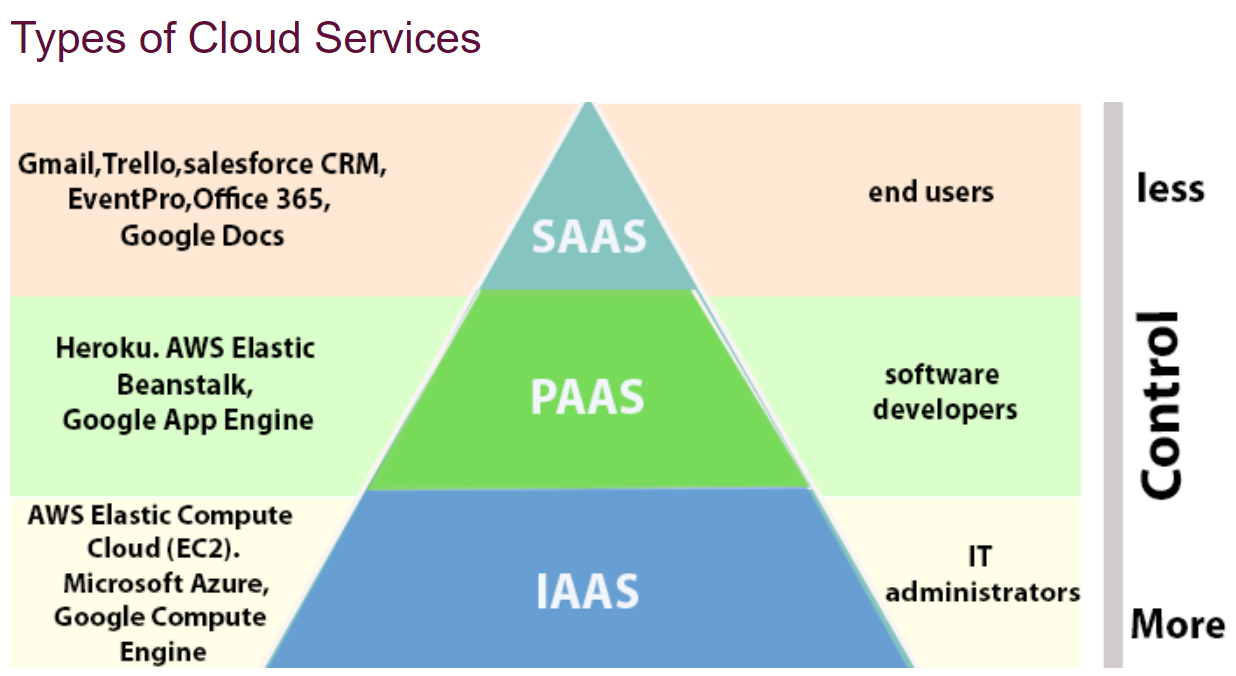 Types of Cloud Services
Gmail,Trello,salesforce CRM,
EventPro,Office 365,
Google Docs
SAAS
end users
less
Heroku. AWS Elastic
Beanstalk,
Google App Engine
PAAS
software
developers
Control
AWS Elastic Compute
Cloud (EC2).
Microsoft Azure,
Google Compute
Engine
IAAS
IT
administrators
More